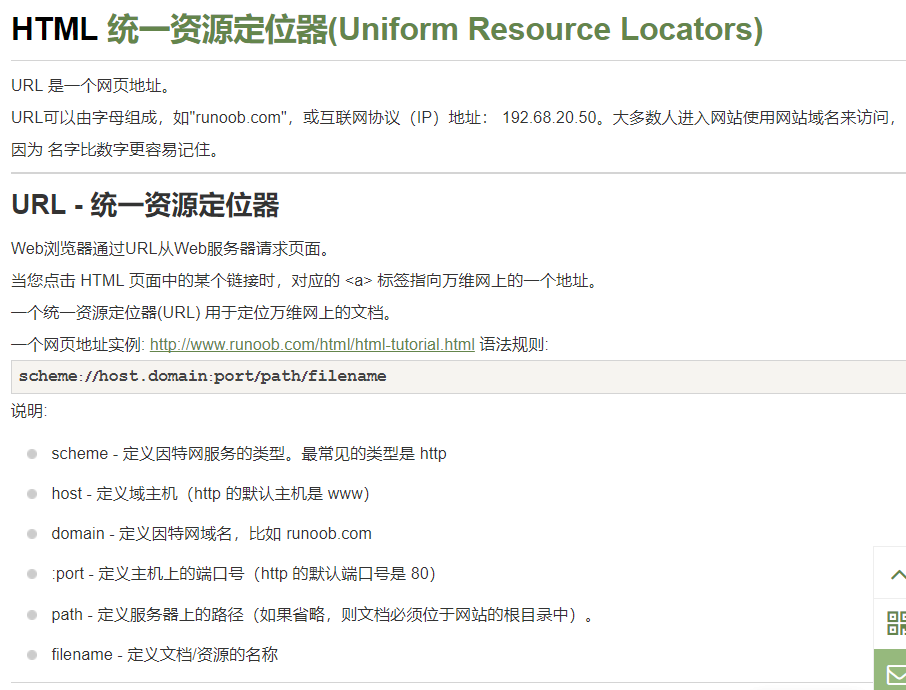 HTML 统一资源定位器(Uniform Resource Locators)
URL 是一个网页地址。
URL可以由字母组成，如"runoob.com"，或互联网协议（IP）地址： 192.68.20.50。大多数人进入网站使用网站域名来访问，
因为 名字比数字更容易记住。
URL - 统一资源定位器
Web浏览器通过URL从Web服务器请求页面。
当您点击 HTML 页面中的某个链接时，对应的 <a> 标签指向万维网上的一个地址。
一个统一资源定位器(URL) 用于定位万维网上的文档。
一个网页地址实例: http://www.runoob.com/html/html-tutorial.html 语法规则:
scheme://host.domain:port/path/filename
说明:
scheme - 定义因特网服务的类型。最常见的类型是 http
host - 定义域主机（http 的默认主机是 www）
domain - 定义因特网域名，比如 runoob.com
:port - 定义主机上的端口号（http 的默认端口号是 80）
path - 定义服务器上的路径（如果省略，则文档必须位于网站的根目录中）。
filename - 定义文档/资源的名称